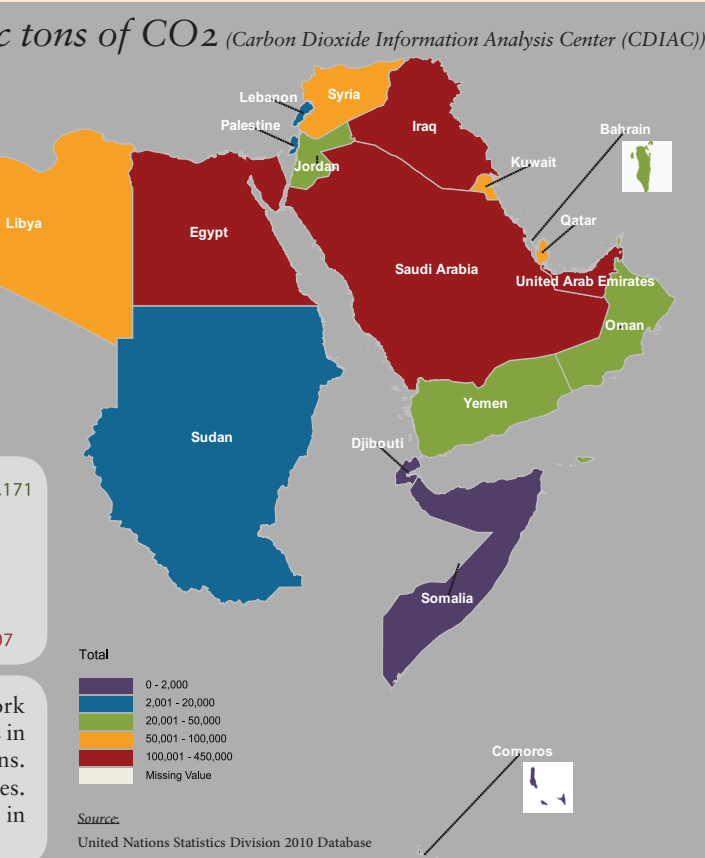 c tons of CO2 (Carbon Dioxide Information Analysis Center (CDIAC))
Lebanon
Syria
Palestine
Iraq
Bahrain
Jordan
Kuwait
Libya
Egypt
Qatar
Saudi Arabia
United Arab Emirates
Oman
Yemen
Sudan
Djibouti
.171
Somalia
07
Total
0 - 2,000
2,001 - 20,000
20,001 - 50,000
50,001 - 100,000
100,001 - 450,000
Missing Value
ork
in
ns.
es.
in
Comoros
Source:
United Nations Statistics Division 2010 Database